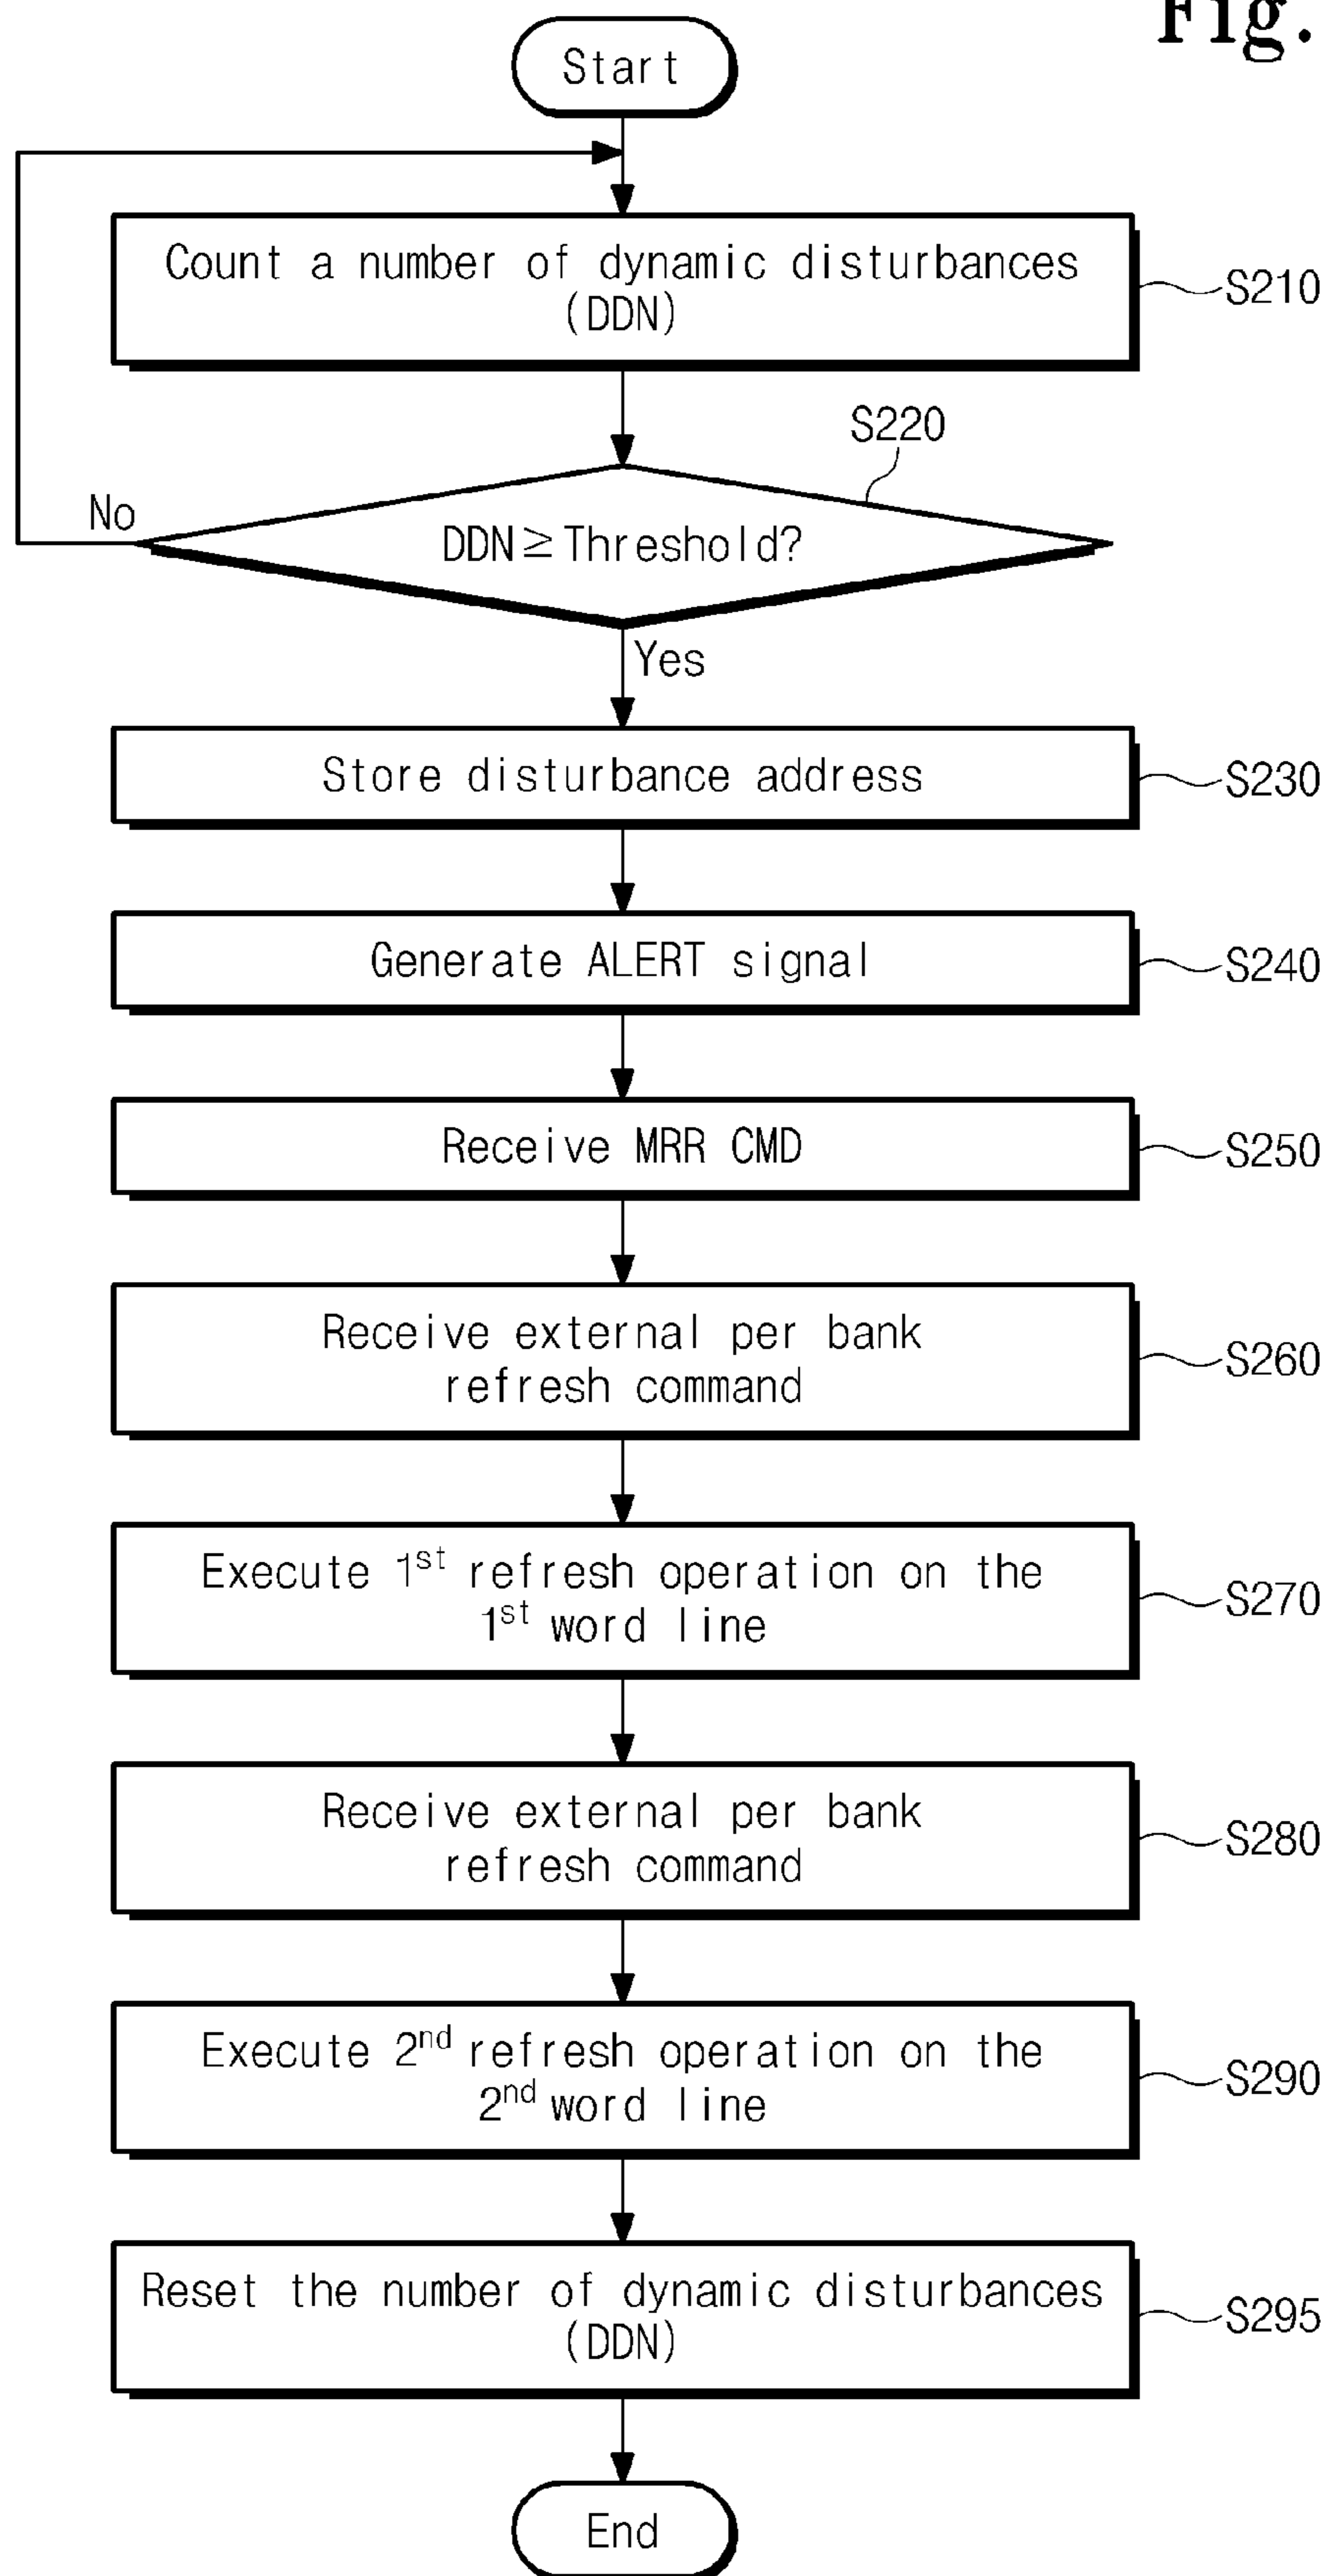 Fig.
Start
Count a number of dynamic disturbances
(DDN)
S210
S220
No
DDN≧Threshold?
Yes
Store disturbance address
S230
Generate ALERT signal
S240
Receive MRR CMD
S250
Receive external per bank
refresh command
S260
Execute 1st refresh operation on the
1st word line
S270
Receive external per bank
refresh command
S280
Execute 2nd refresh operation on the
2nd word line
S290
Reset the number of dynamic disturbances
(DDN)
S295
End